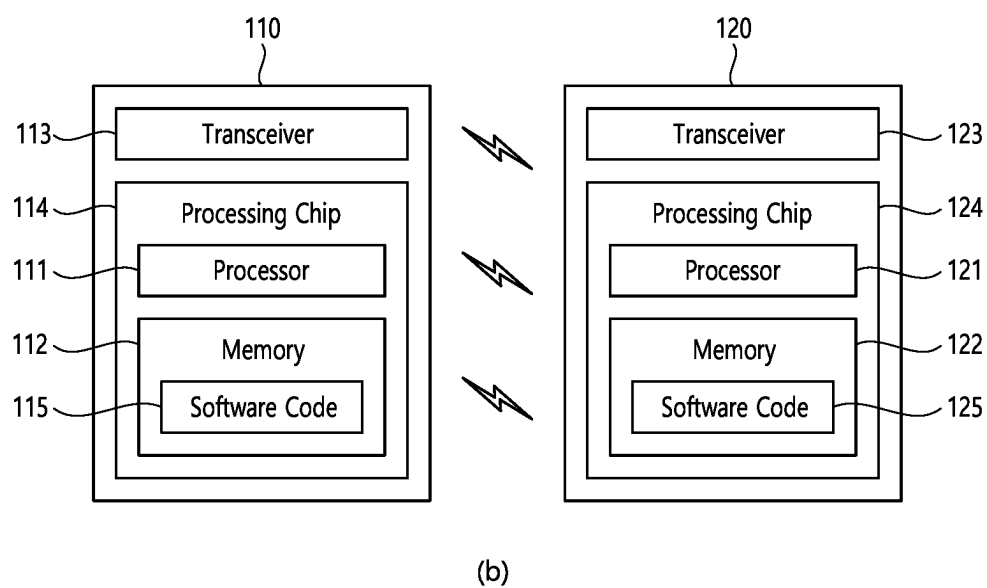 110 120
113 Transceiver Transceiver 123
114 Processing Chip Processing Chip 124
111 Processor Processor 121
112 Memory Memory 122
115 Software Code Software Code 125
(b)